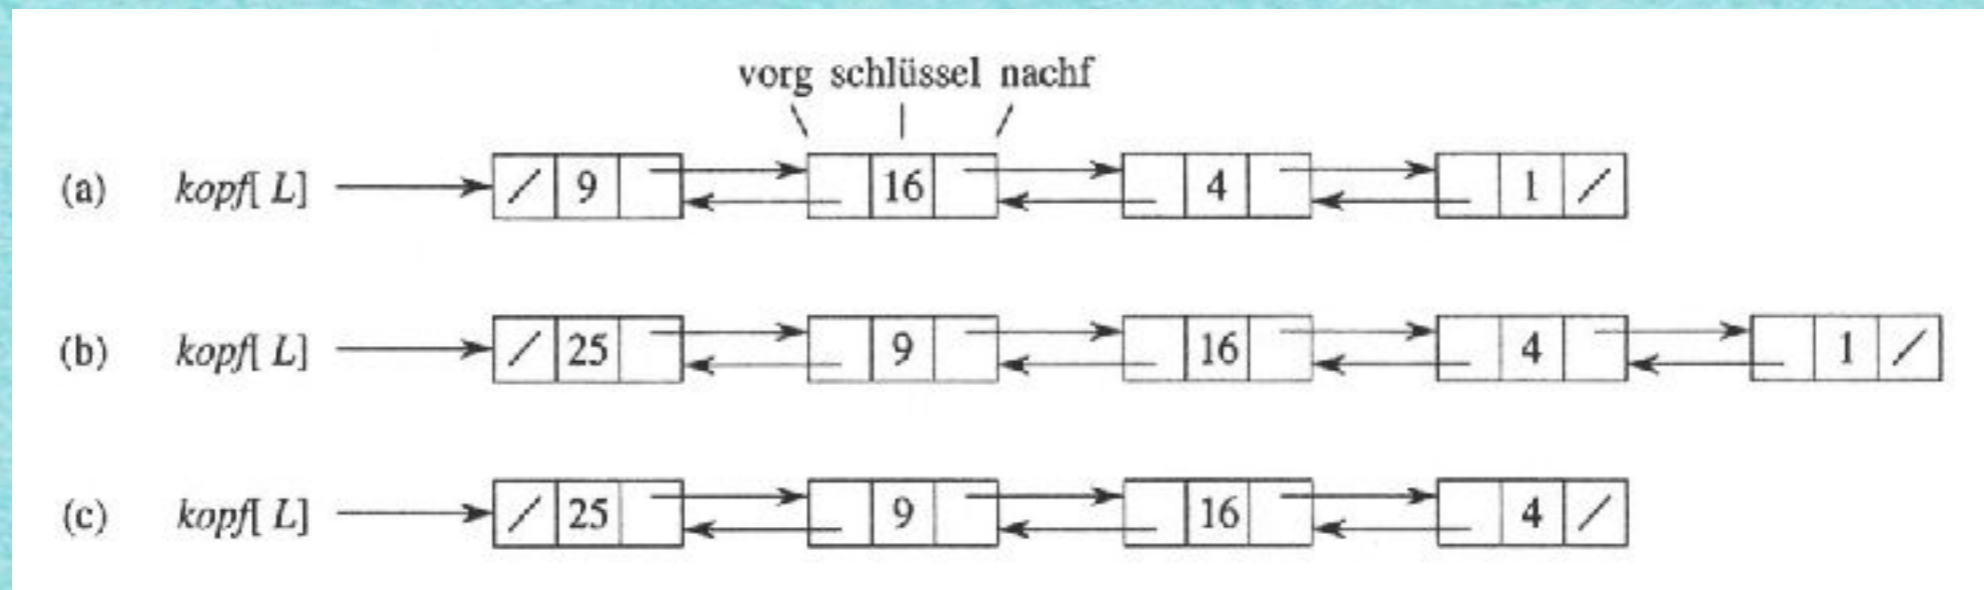 vorg schlüssel nachf
(a) kopf[ L] / 9 16 4 1 /
(b) kopf[ L] / 25 9 16 4 1 /
(c) kopf[ L] / 25 9 16 4 /